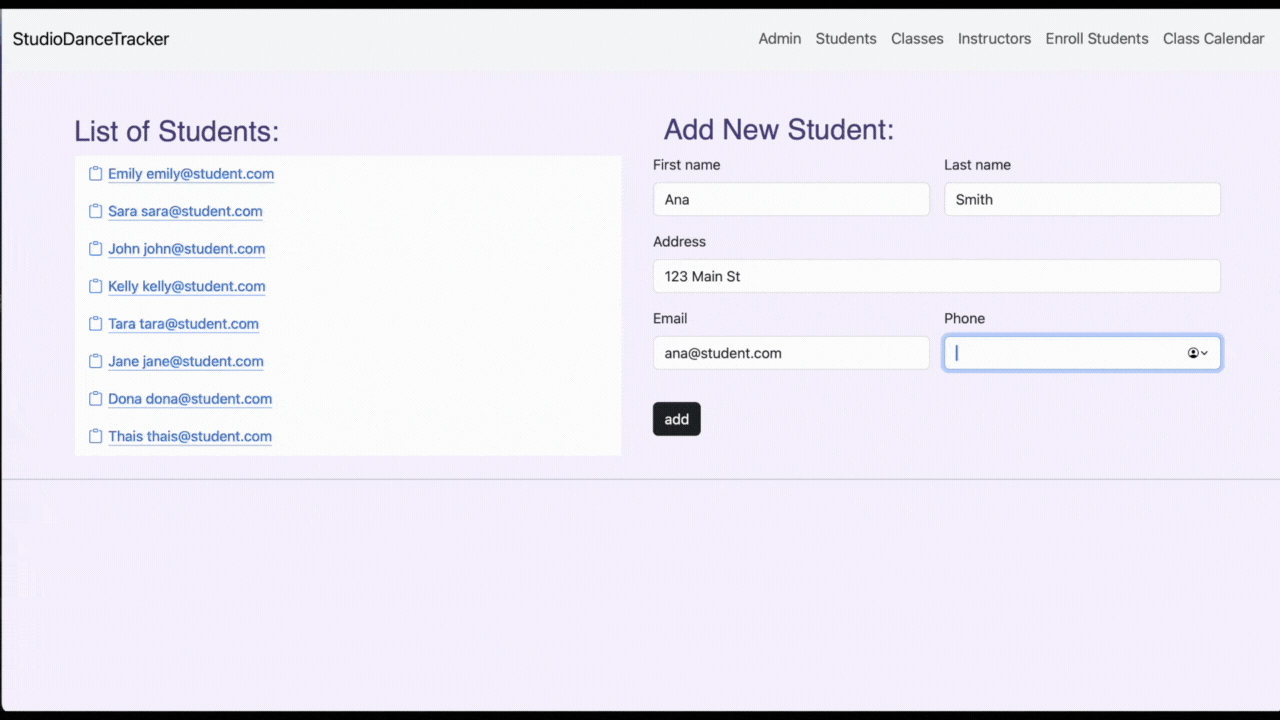 StudioDanceTracker
Admin Students Classes Instructors Enroll Students Class Calendar
List of Students:
Emily emily@student.com
Sara sara@student.com
John john@student.com
Kelly kelly@student.com
Tara tara@student.com
Jane jane@student.com
Dona dona@student.com
Thais thais@student.com
Add New Student:
First name Last name
Ana Smith
Address
123 Main St
Email Phone
ana@student.com
add